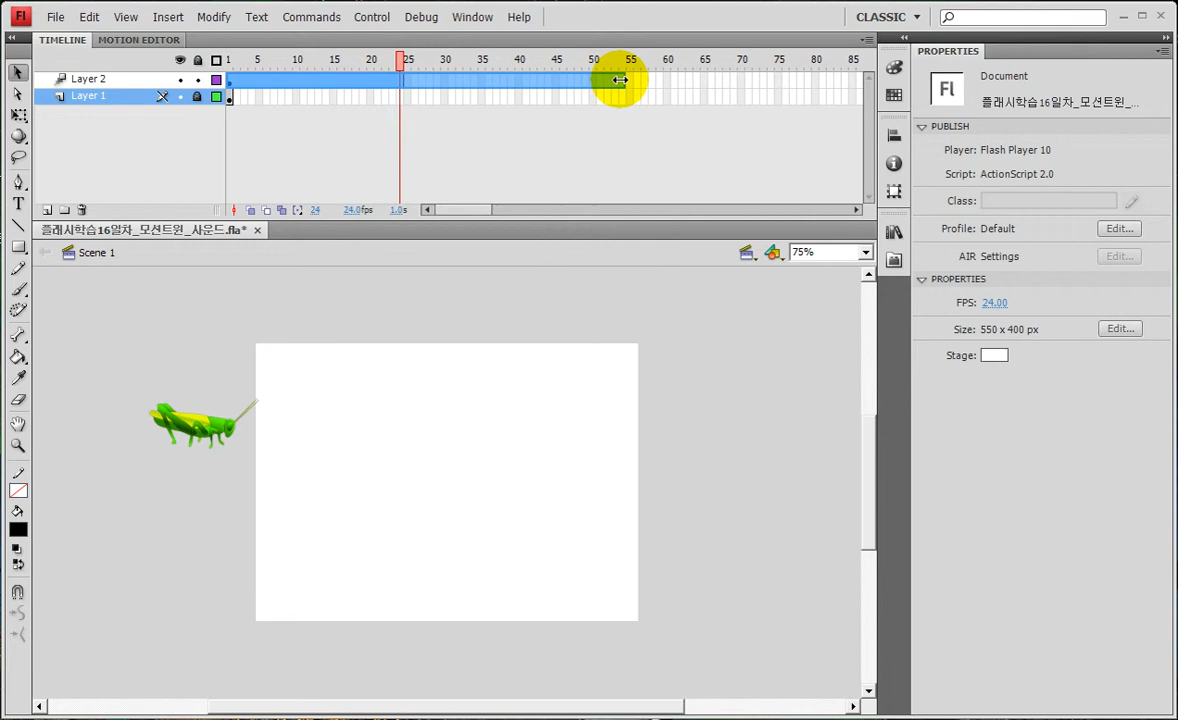 Fl File Edit View Insert Modify Text Commands Control Debug Window Help CLASSIC
TIMELINE MOTION EDITOR
1 5 10 15 20 25 30 35 40 45 50 55 60 65 70 75 80 85
Layer 2
Layer 1
24 24.0fps 1.0s
플래시학습16일차_모션트윈_사운드.fla*
Scene 1
75%
PROPERTIES
Fl
Document
플래시학습16일차_모션트윈_...
PUBLISH
Player: Flash Player 10
Script: ActionScript 2.0
Class:
Profile: Default Edit...
AIR Settings Edit...
PROPERTIES
FPS: 24.00
Size: 550 x 400 px Edit...
Stage: